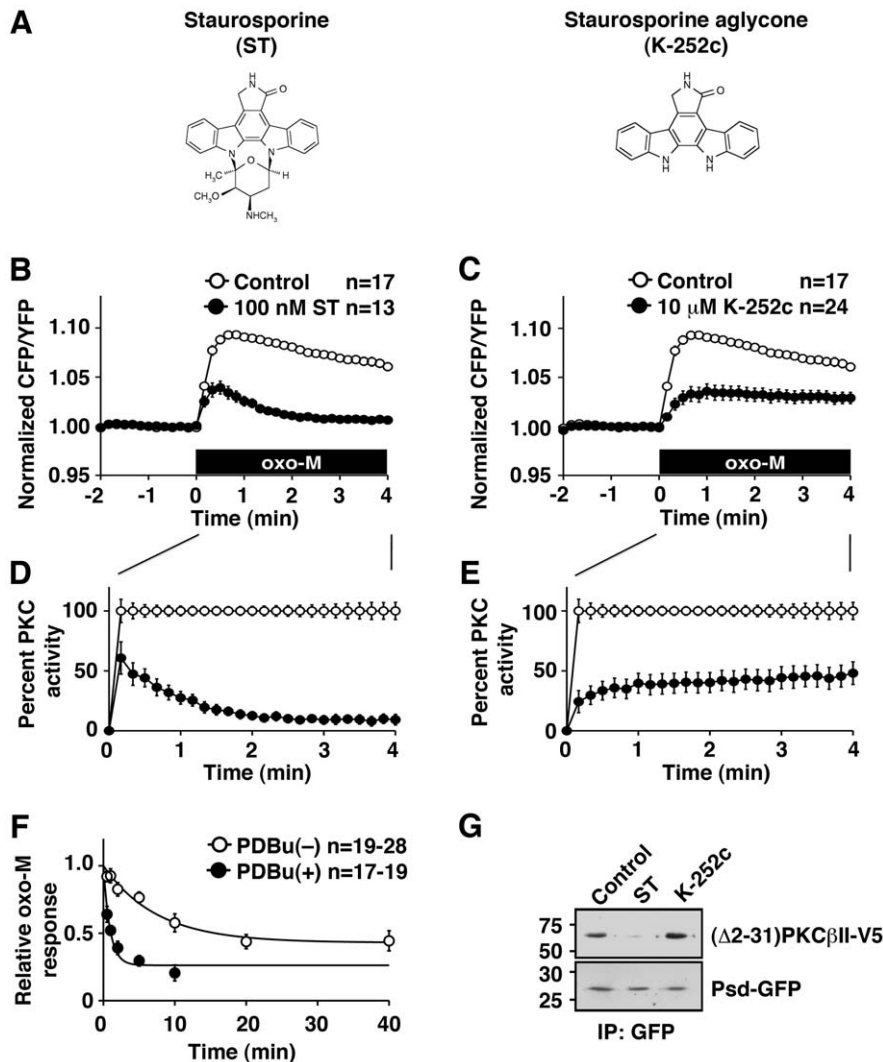 A
Staurosporine
(ST)
Staurosporine aglycone
(K-252c)
H
N
O
N
N
O
H
H₃C
CH₃O
NHCH₃
H
N
O
N
H
N
H
B
Control n=17
100 nM ST n=13
Normalized CFP/YFP
1.10
1.05
1.00
0.95
oxo-M
-2 -1 0 1 2 3 4
Time (min)
C
Control n=17
10 μM K-252c n=24
Normalized CFP/YFP
1.10
1.05
1.00
0.95
oxo-M
-2 -1 0 1 2 3 4
Time (min)
D
Percent PKC
activity
100
50
0
0 1 2 3 4
Time (min)
E
Percent PKC
activity
100
50
0
0 1 2 3 4
Time (min)
F
PDBu(–) n=19-28
PDBu(+) n=17-19
Relative oxo-M
response
1.0
0.5
0
0 10 20 30 40
Time (min)
G
Control
ST
K-252c
75
50
(Δ2-31)PKCβII-V5
30
25
Psd-GFP
IP: GFP